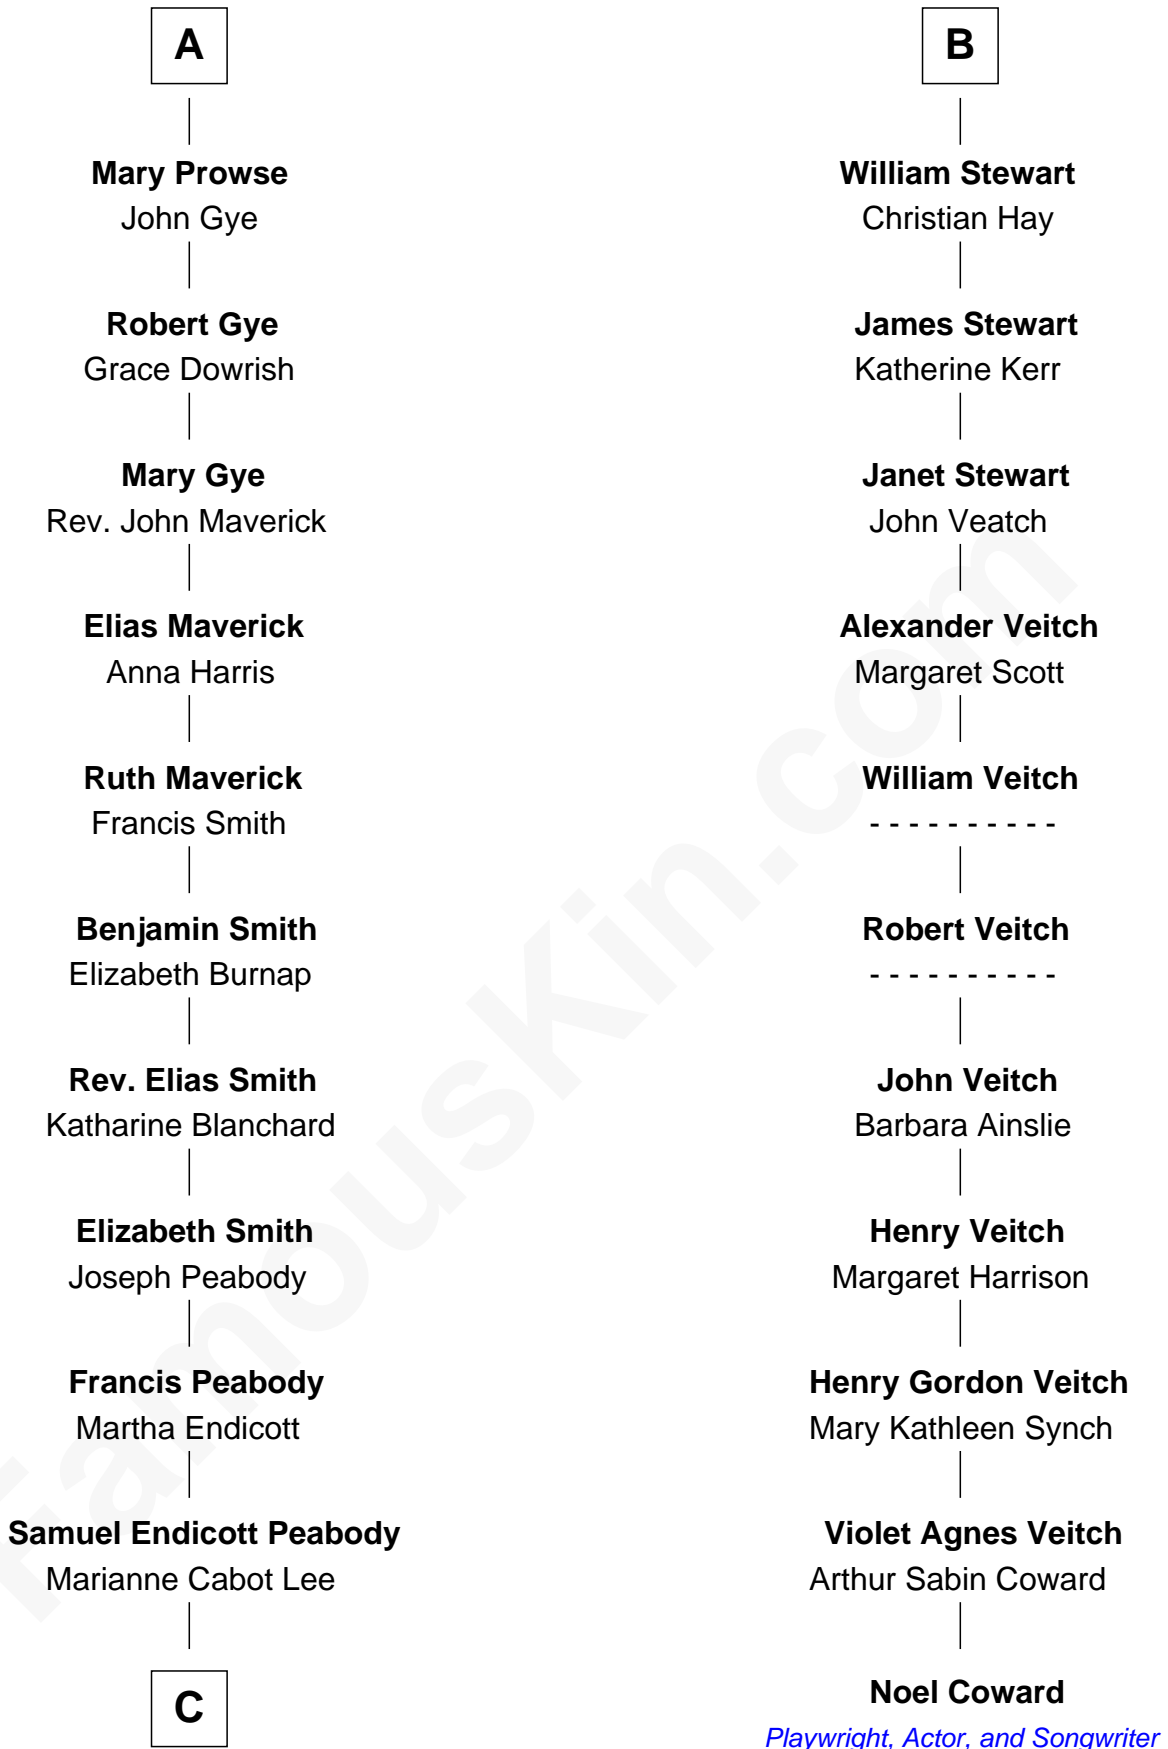 A
Mary Prowse
John Gye
Robert Gye
Grace Dowrish
Mary Gye
Rev. John Maverick
Elias Maverick
Anna Harris
Ruth Maverick
Francis Smith
Benjamin Smith
Elizabeth Burnap
Rev. Elias Smith
Katharine Blanchard
Elizabeth Smith
Joseph Peabody
Francis Peabody
Martha Endicott
Samuel Endicott Peabody
Marianne Cabot Lee
C
B
William Stewart
Christian Hay
James Stewart
Katherine Kerr
Janet Stewart
John Veatch
Alexander Veitch
Margaret Scott
William Veitch
- - - - - - - - - -
Robert Veitch
- - - - - - - - - -
John Veitch
Barbara Ainslie
Henry Veitch
Margaret Harrison
Henry Gordon Veitch
Mary Kathleen Synch
Violet Agnes Veitch
Arthur Sabin Coward
Noel Coward
Playwright, Actor, and Songwriter
FamousKin.com